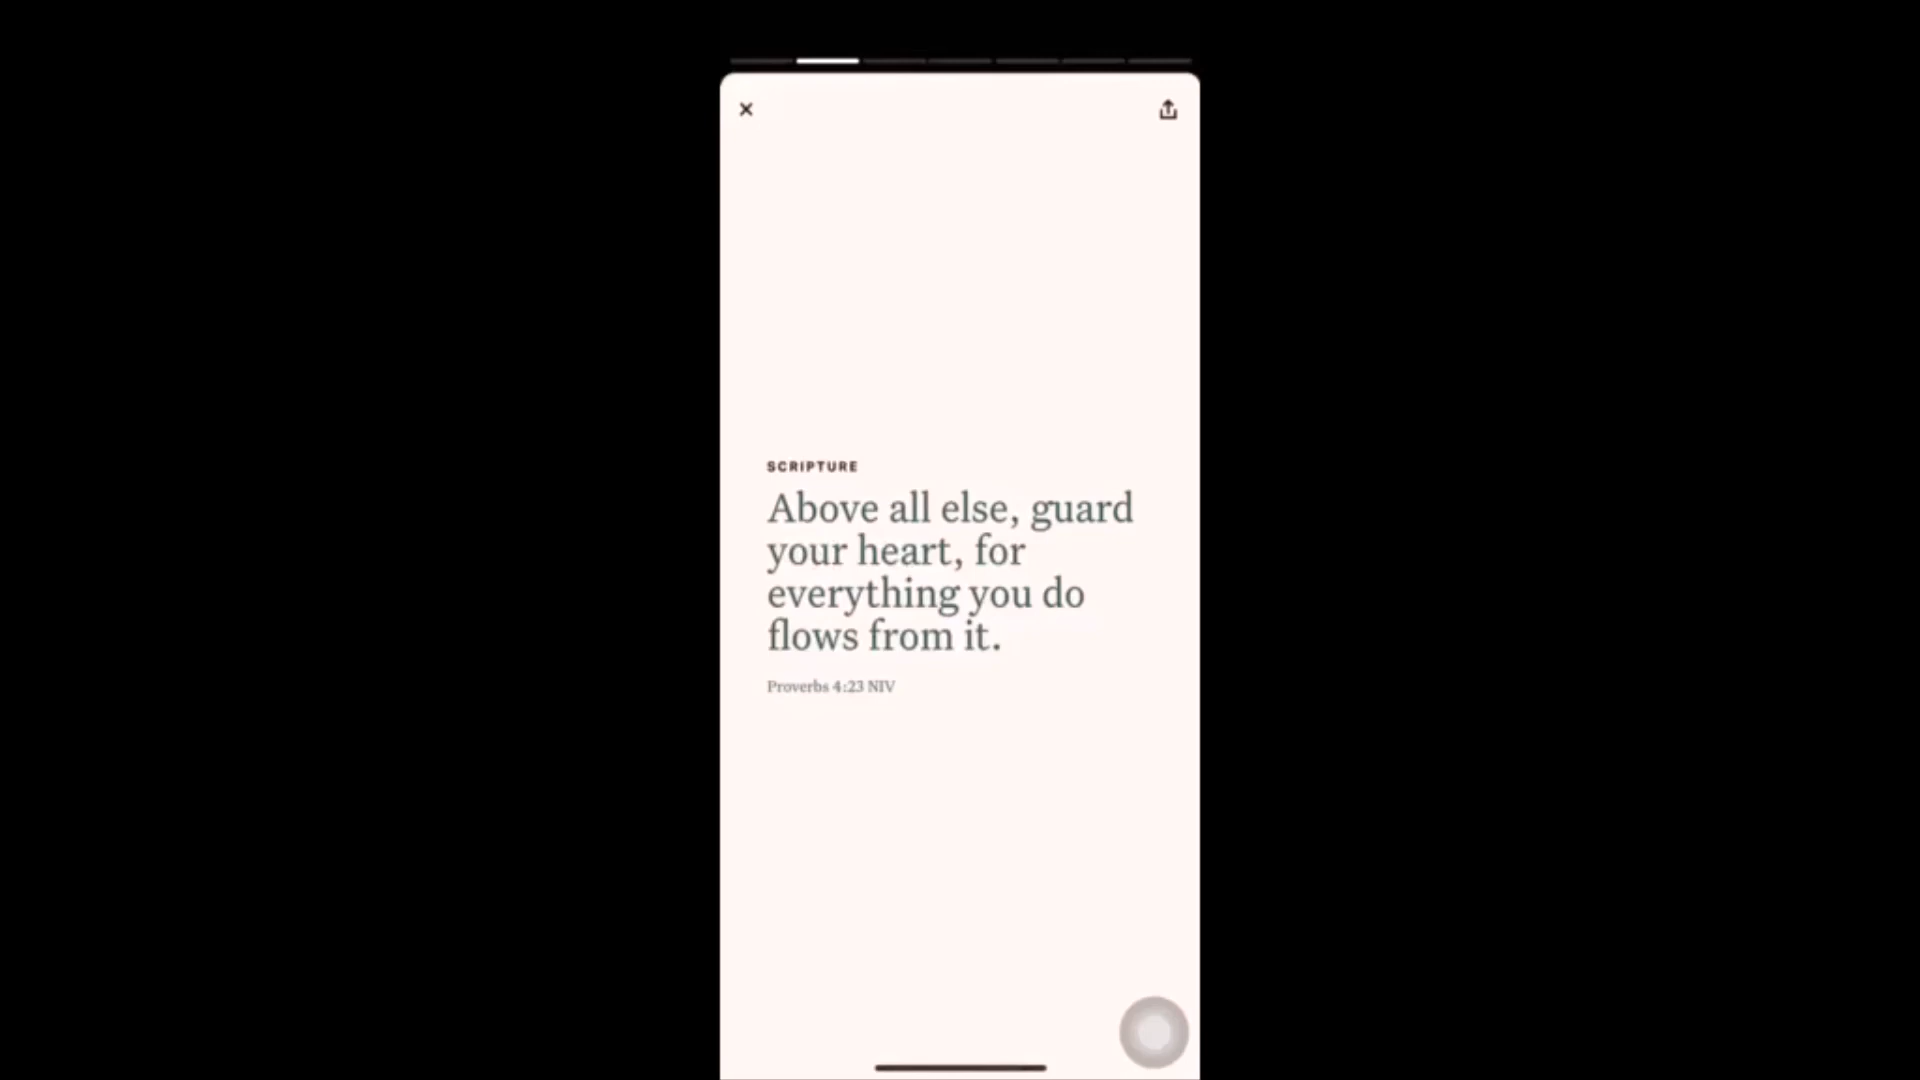 SCRIPTURE
Above all else, guard
your heart, for
everything you do
flows from it.
Proverbs 4:23 NIV